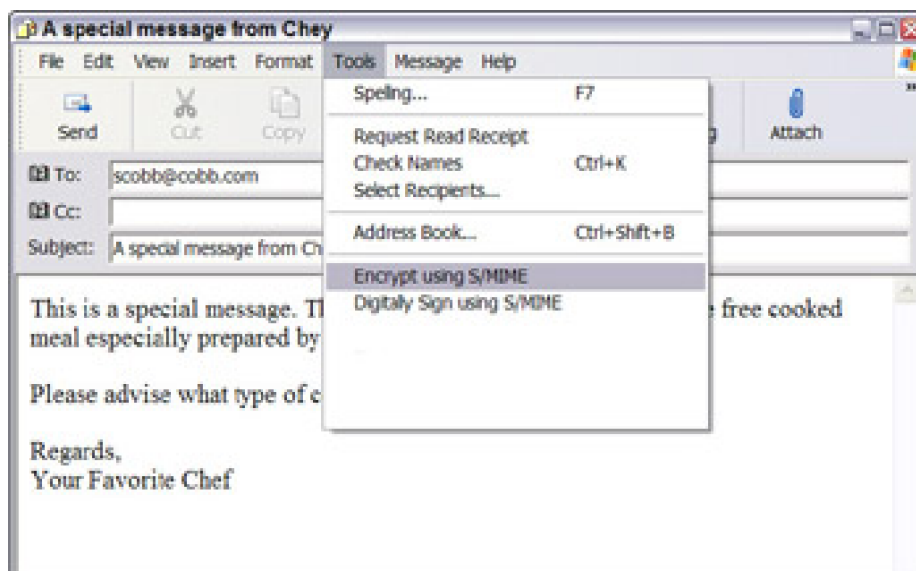 A special message from Chey
File Edit View Insert Format Tools Message Help
Send Cut Copy Attach
Speling... F7
Request Read Receipt
Check Names Ctrl+K
Select Recipients...
Address Book... Ctrl+Shift+B
Encrypt using S/MIME
Digitaly Sign using S/MIME
To: scobb@cobb.com
Cc:
Subject: A special message from Ch
This is a special message. free cooked
meal especially prepared by
Please advise what type of
Regards,
Your Favorite Chef